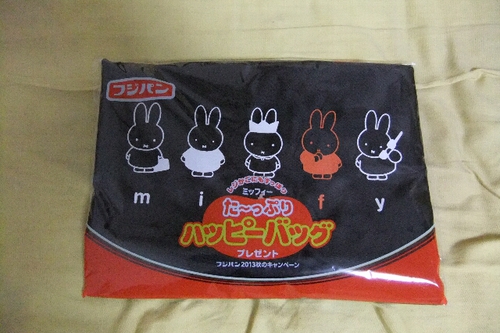 フジパン
m i f y
ミッフィー
た〜っぷり
ハッピーバッグ
プレゼント
フジパン2013秋のキャンペーン